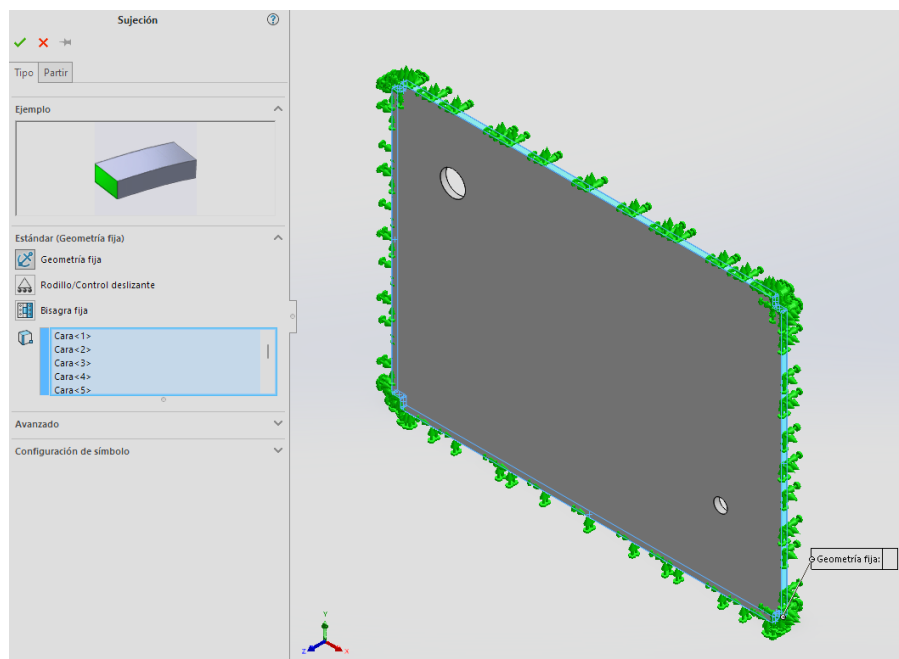 Sujeción
Tipo Partir
Ejemplo
Estándar (Geometría fija)
Geometría fija
Rodillo/Control deslizante
Bisagra fija
Cara<1>
Cara<2>
Cara<3>
Cara<4>
Cara<5>
Avanzado
Configuración de símbolo
Geometría fija:
Y
Z
X